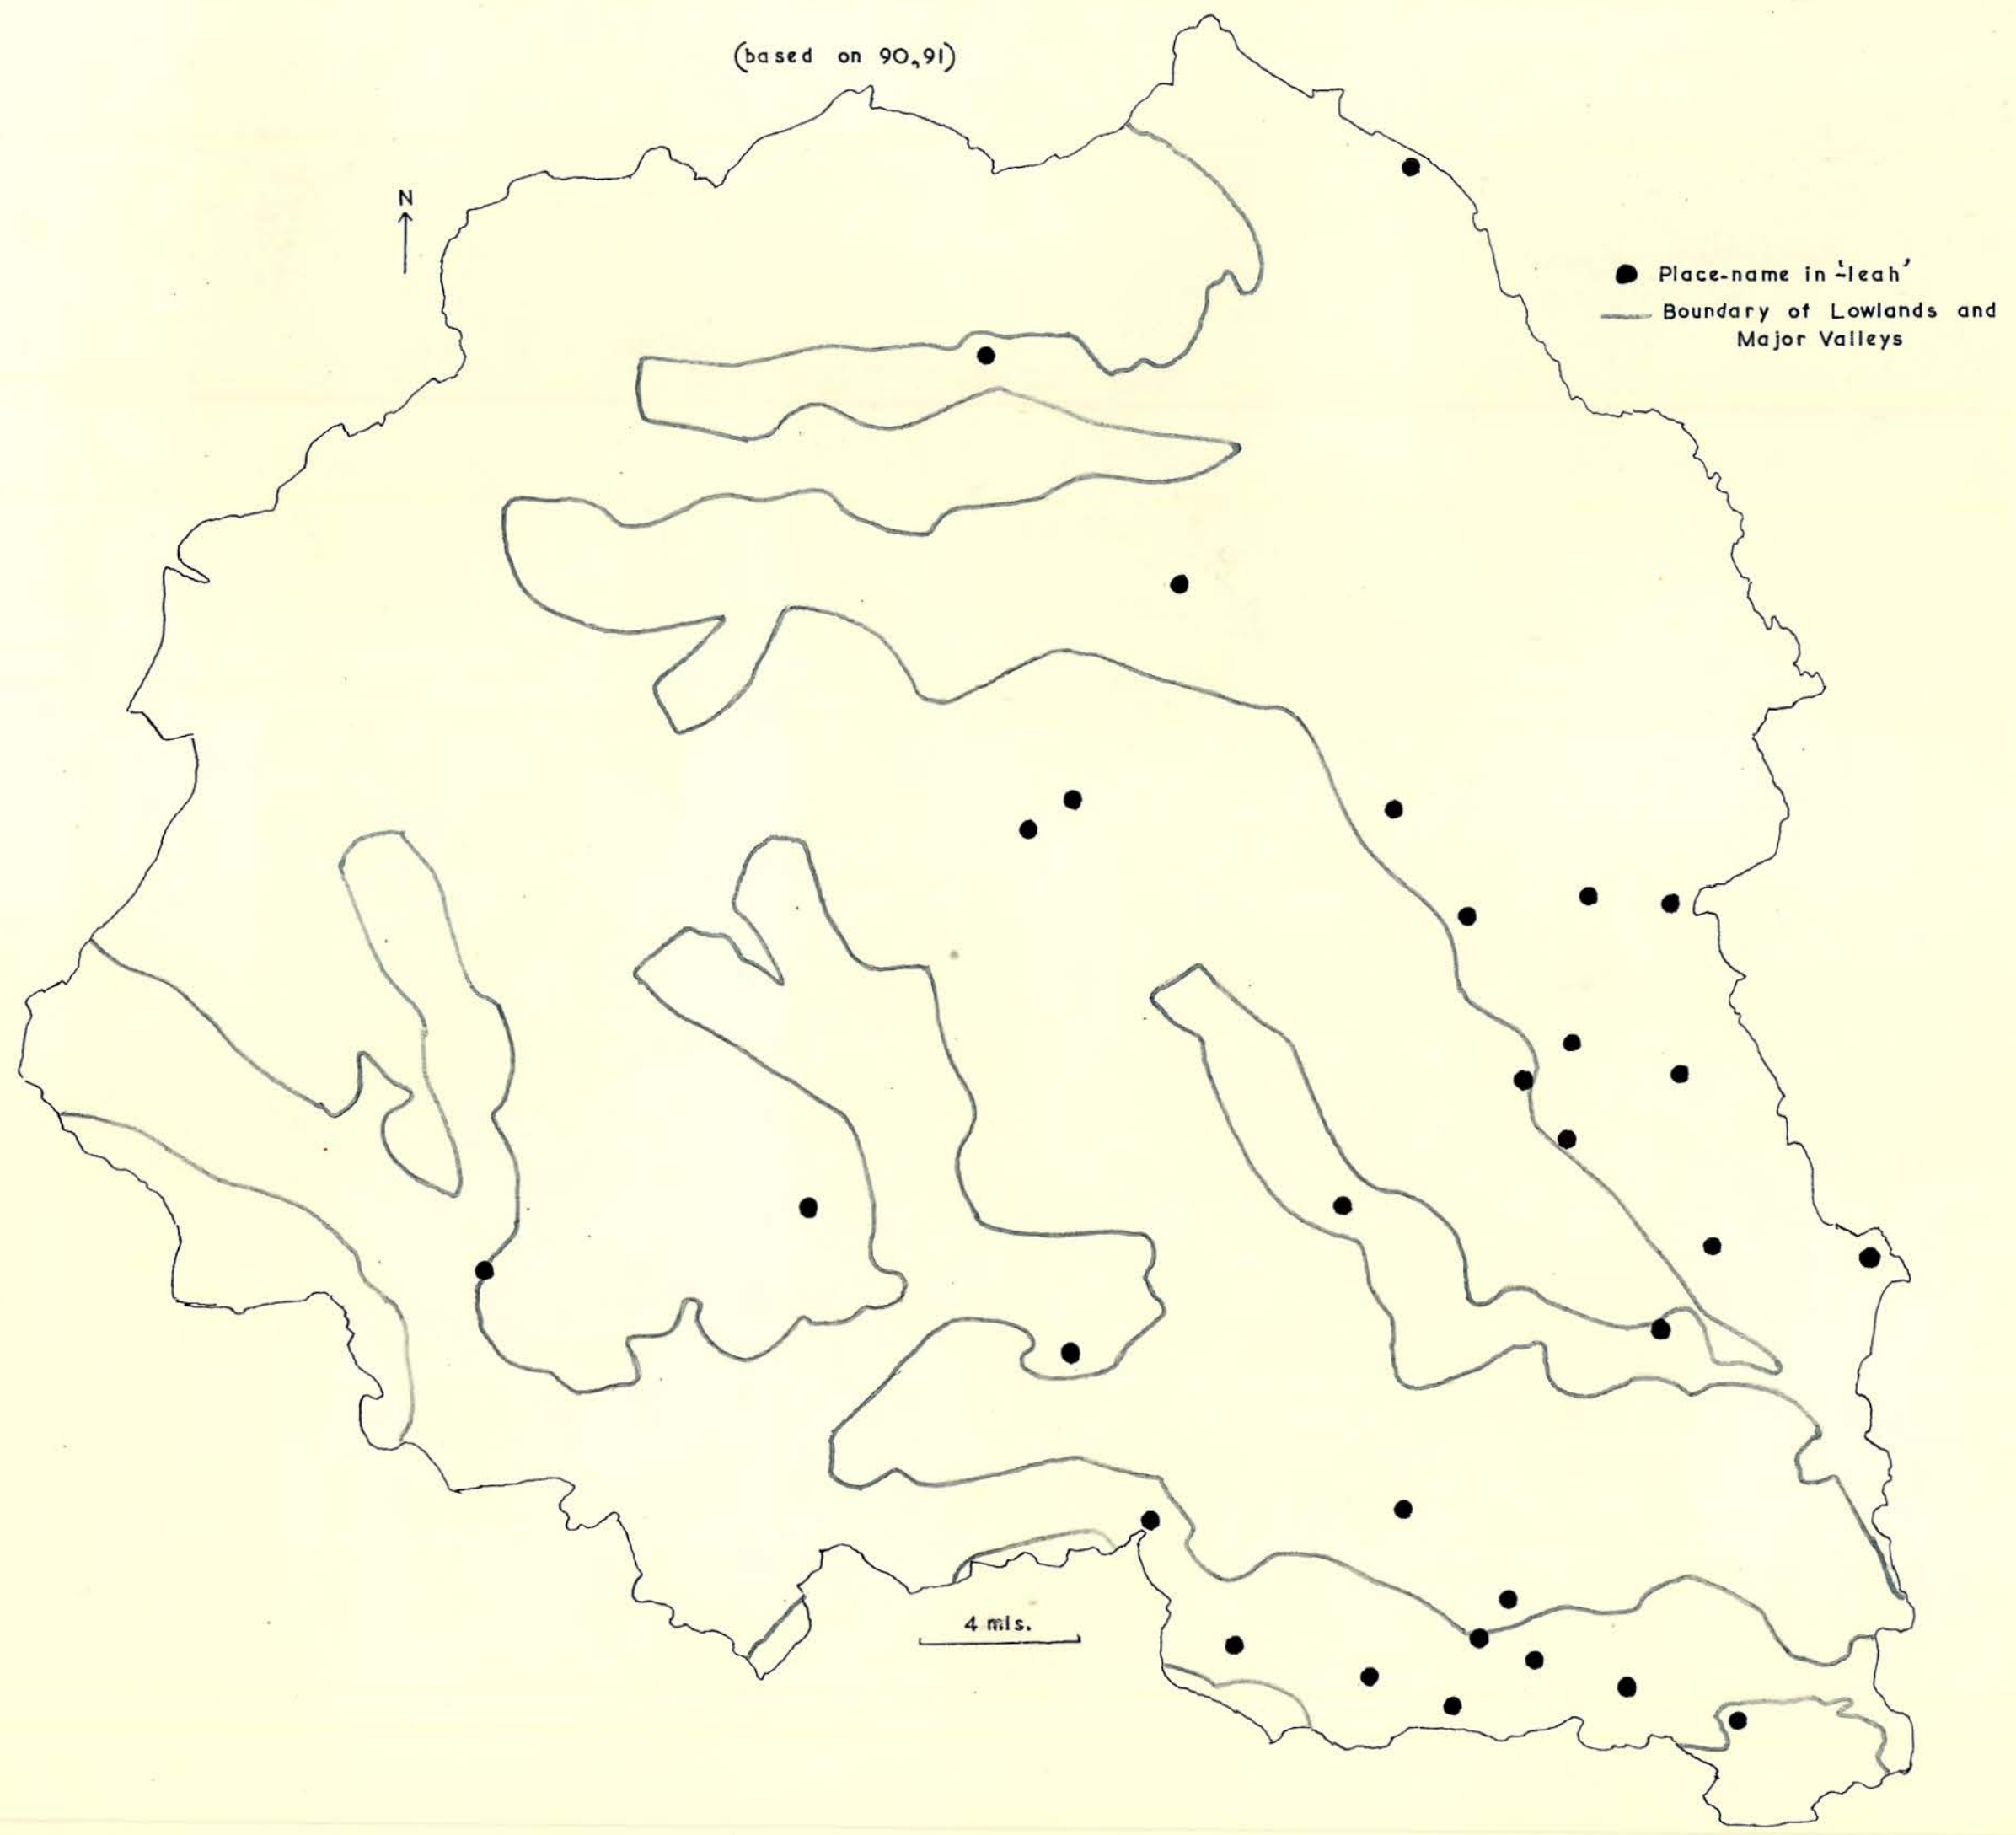 (based on 90,91)
N
Place-name in '-leah'
Boundary of Lowlands and
Major Valleys
4 mls.